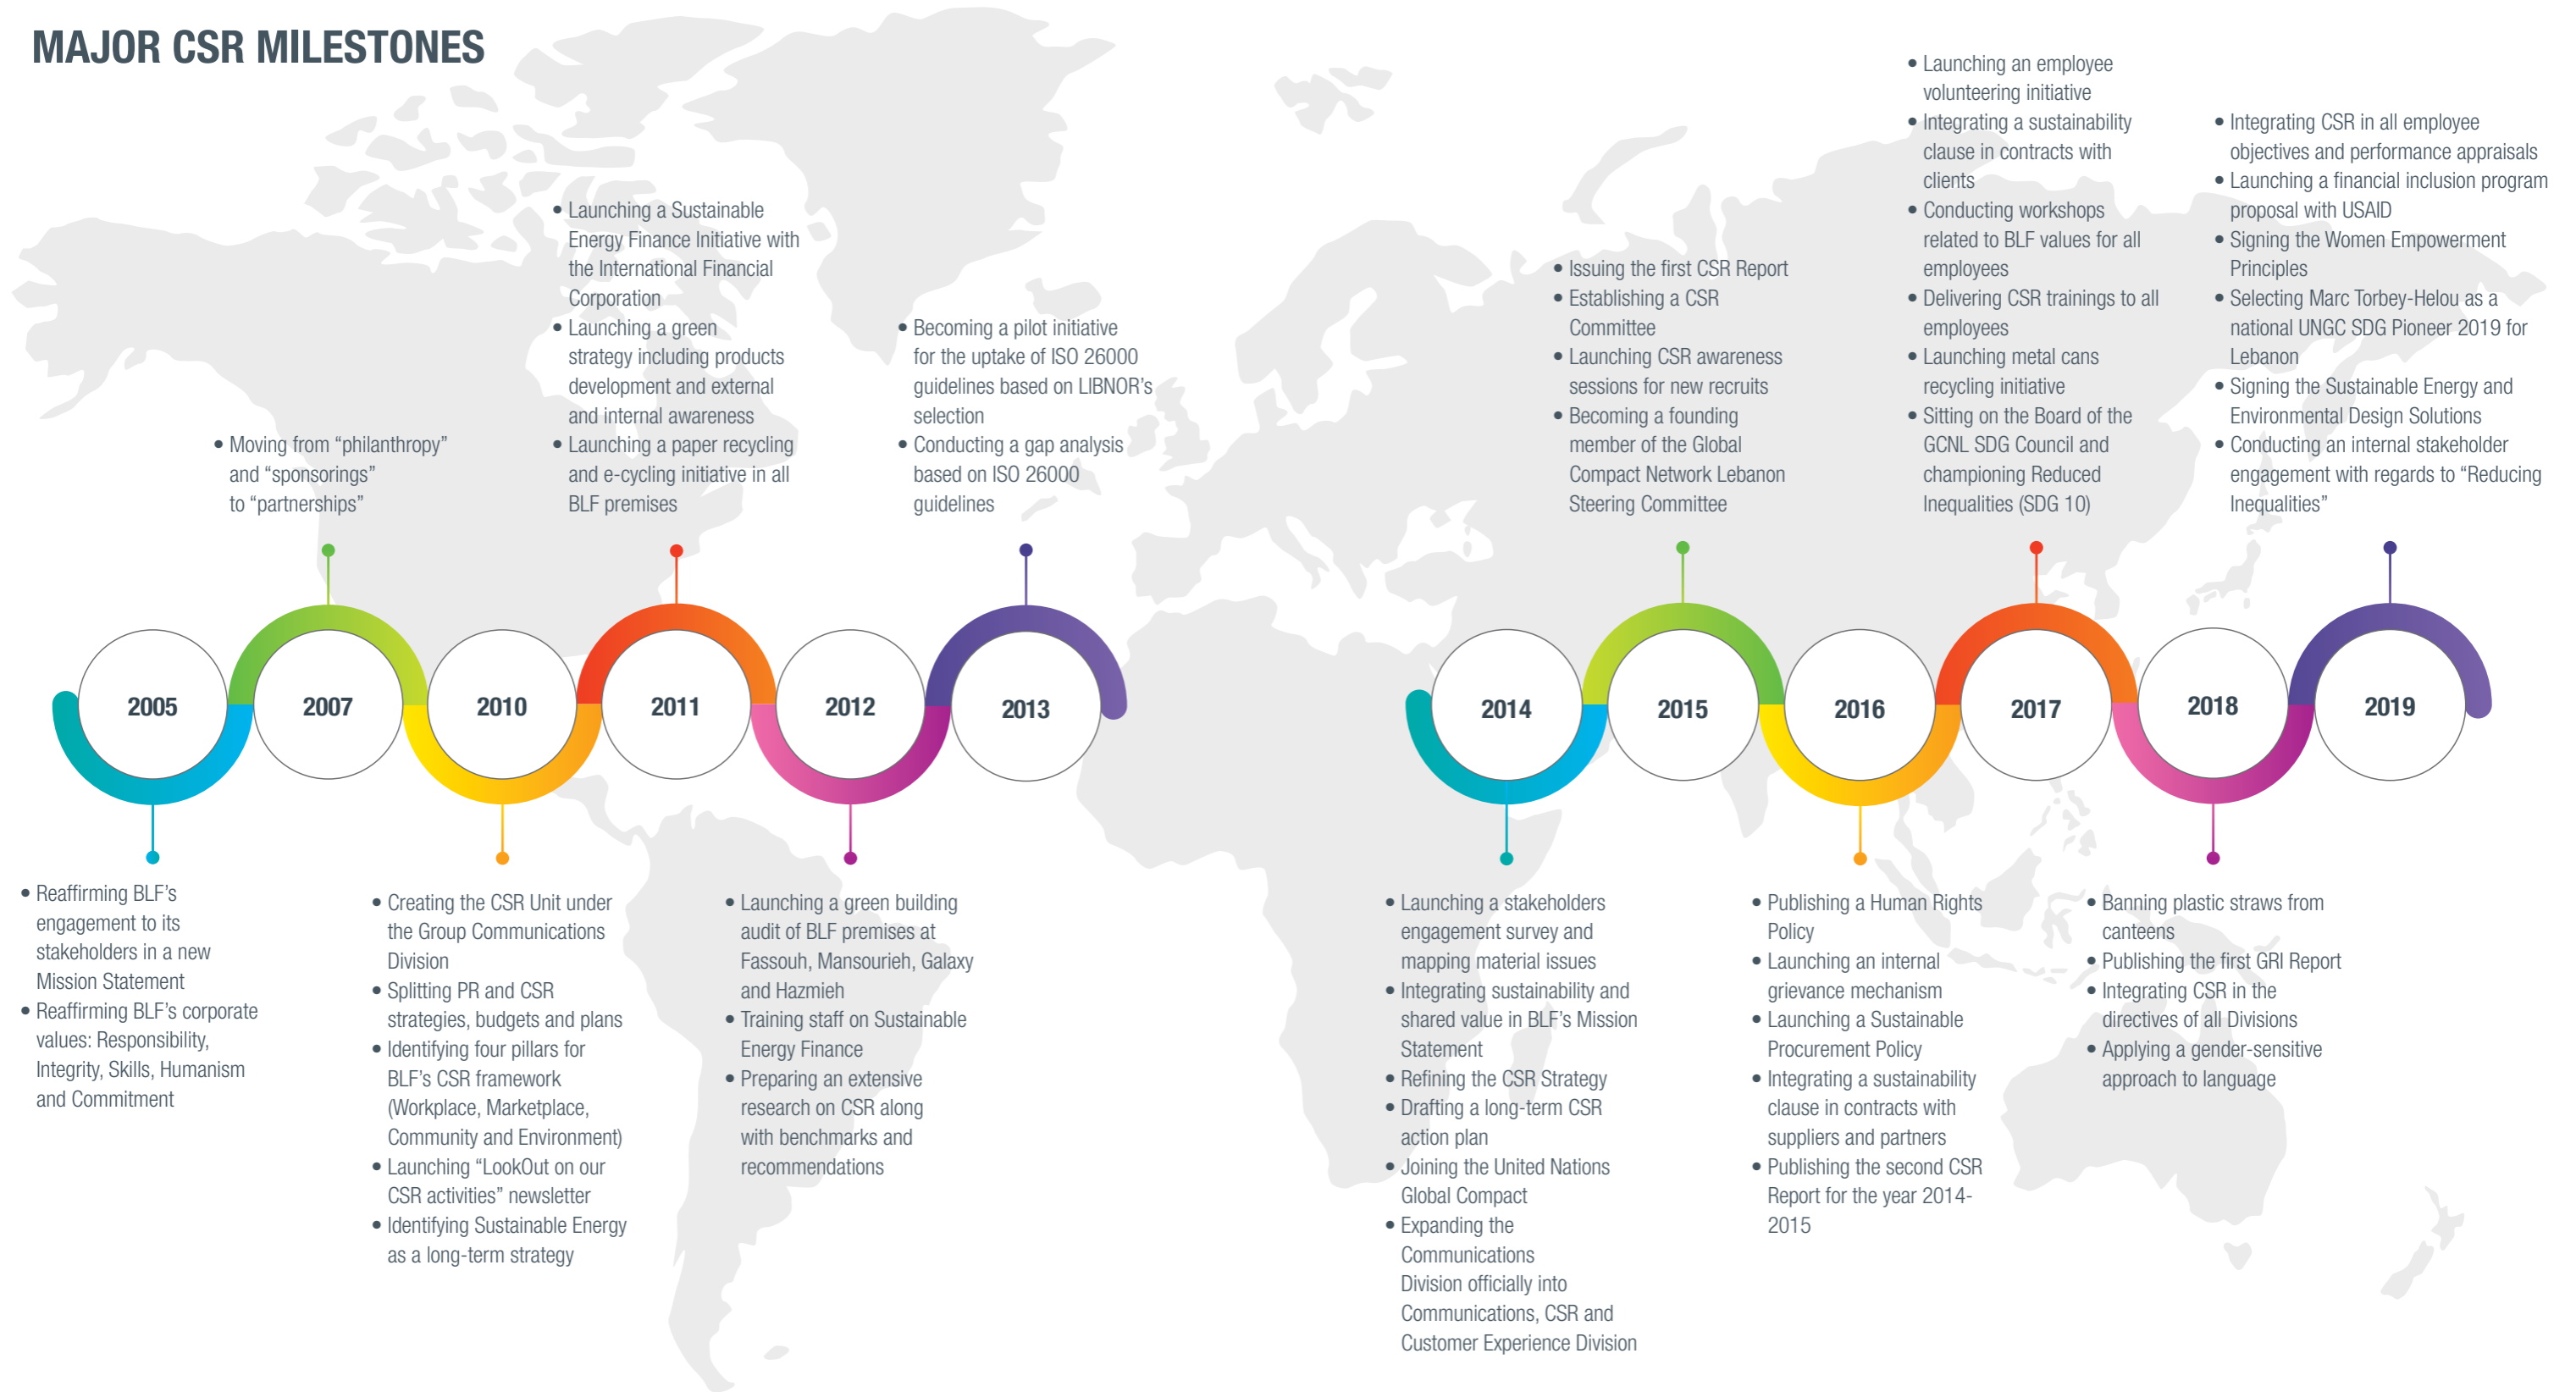 MAJOR CSR MILESTONES
2005
• Reaffirming BLF’s
engagement to its
stakeholders in a new
Mission Statement
• Reaffirming BLF’s corporate
values: Responsibility,
Integrity, Skills, Humanism
and Commitment
• Moving from “philanthropy”
and “sponsorings”
to “partnerships”
2007
2010
• Creating the CSR Unit under
the Group Communications
Division
• Splitting PR and CSR
strategies, budgets and plans
• Identifying four pillars for
BLF’s CSR framework
(Workplace, Marketplace,
Community and Environment)
• Launching “LookOut on our
CSR activities” newsletter
• Identifying Sustainable Energy
as a long-term strategy
• Launching a Sustainable
Energy Finance Initiative with
the International Financial
Corporation
• Launching a green
strategy including products
development and external
and internal awareness
• Launching a paper recycling
and e-cycling initiative in all
BLF premises
2011
2012
• Launching a green building
audit of BLF premises at
Fassouh, Mansourieh, Galaxy
and Hazmieh
• Training staff on Sustainable
Energy Finance
• Preparing an extensive
research on CSR along
with benchmarks and
recommendations
• Becoming a pilot initiative
for the uptake of ISO 26000
guidelines based on LIBNOR’s
selection
• Conducting a gap analysis
based on ISO 26000
guidelines
2013
2014
• Launching a stakeholders
engagement survey and
mapping material issues
• Integrating sustainability and
shared value in BLF’s Mission
Statement
• Refining the CSR Strategy
• Drafting a long-term CSR
action plan
• Joining the United Nations
Global Compact
• Expanding the
Communications
Division officially into
Communications, CSR and
Customer Experience Division
• Issuing the first CSR Report
• Establishing a CSR
Committee
• Launching CSR awareness
sessions for new recruits
• Becoming a founding
member of the Global
Compact Network Lebanon
Steering Committee
2015
2016
• Publishing a Human Rights
Policy
• Launching an internal
grievance mechanism
• Launching a Sustainable
Procurement Policy
• Integrating a sustainability
clause in contracts with
suppliers and partners
• Publishing the second CSR
Report for the year 2014-
2015
• Launching an employee
volunteering initiative
• Integrating a sustainability
clause in contracts with
clients
• Conducting workshops
related to BLF values for all
employees
• Delivering CSR trainings to all
employees
• Launching metal cans
recycling initiative
• Sitting on the Board of the
GCNL SDG Council and
championing Reduced
Inequalities (SDG 10)
2017
2018
• Banning plastic straws from
canteens
• Publishing the first GRI Report
• Integrating CSR in the
directives of all Divisions
• Applying a gender-sensitive
approach to language
• Integrating CSR in all employee
objectives and performance appraisals
• Launching a financial inclusion program
proposal with USAID
• Signing the Women Empowerment
Principles
• Selecting Marc Torbey-Helou as a
national UNGC SDG Pioneer 2019 for
Lebanon
• Signing the Sustainable Energy and
Environmental Design Solutions
• Conducting an internal stakeholder
engagement with regards to “Reducing
Inequalities”
2019